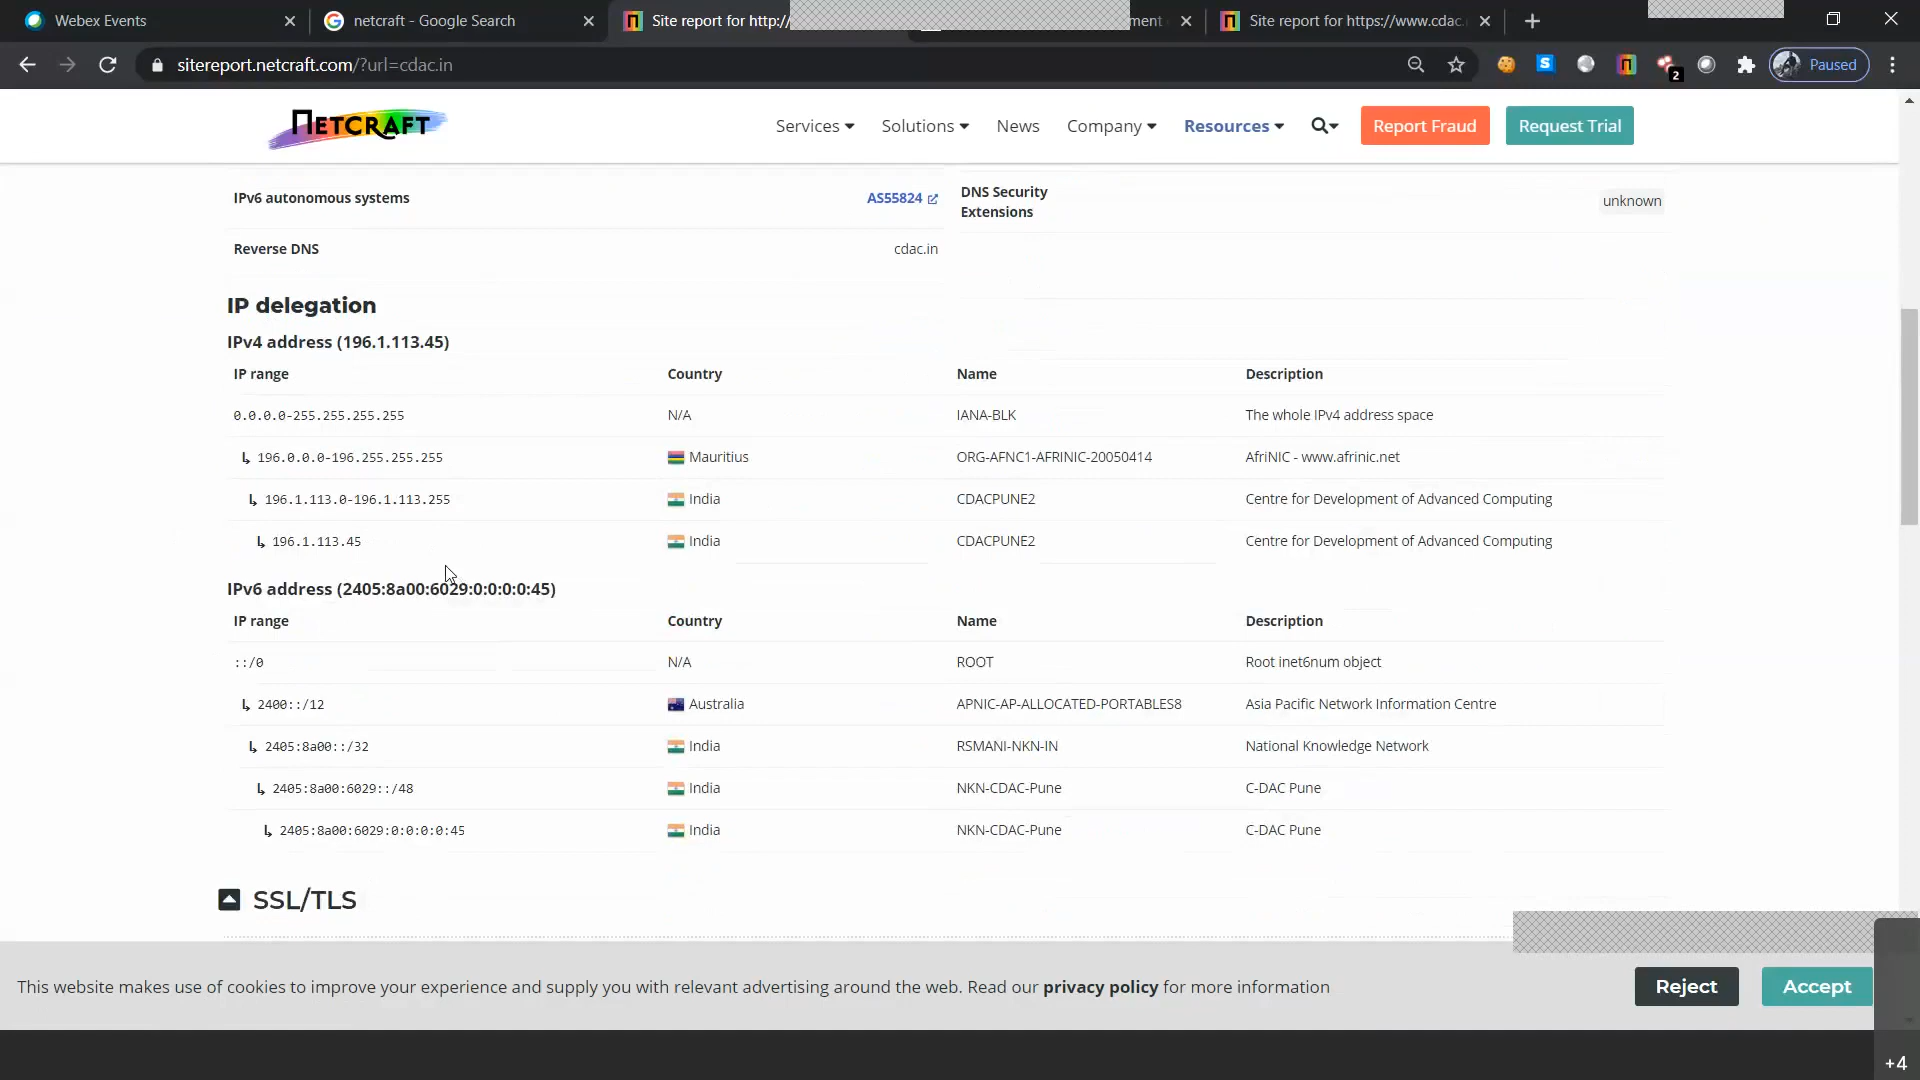 Webex Events
netcraft - Google Search
Site report for http:/
ment
Site report for https://www.cdac.
sitereport.netcraft.com/?url=cdac.in
2
Paused
NETCRAFT
Services
Solutions
News
Company
Resources
Report Fraud
Request Trial
IPv6 autonomous systems AS55824
DNS Security
Extensions
unknown
Reverse DNS cdac.in
IP delegation
IPv4 address (196.1.113.45)
IP range Country Name Description
0.0.0.0-255.255.255.255 N/A IANA-BLK The whole IPv4 address space
↳ 196.0.0.0-196.255.255.255 Mauritius ORG-AFNC1-AFRINIC-20050414 AfriNIC - www.afrinic.net
↳ 196.1.113.0-196.1.113.255 India CDACPUNE2 Centre for Development of Advanced Computing
↳ 196.1.113.45 India CDACPUNE2 Centre for Development of Advanced Computing
IPv6 address (2405:8a00:6029:0:0:0:0:45)
IP range Country Name Description
::/0 N/A ROOT Root inet6num object
↳ 2400::/12 Australia APNIC-AP-ALLOCATED-PORTABLES8 Asia Pacific Network Information Centre
↳ 2405:8a00::/32 India RSMANI-NKN-IN National Knowledge Network
↳ 2405:8a00:6029::/48 India NKN-CDAC-Pune C-DAC Pune
↳ 2405:8a00:6029:0:0:0:0:45 India NKN-CDAC-Pune C-DAC Pune
SSL/TLS
This website makes use of cookies to improve your experience and supply you with relevant advertising around the web. Read our privacy policy for more information
Reject
Accept
+4